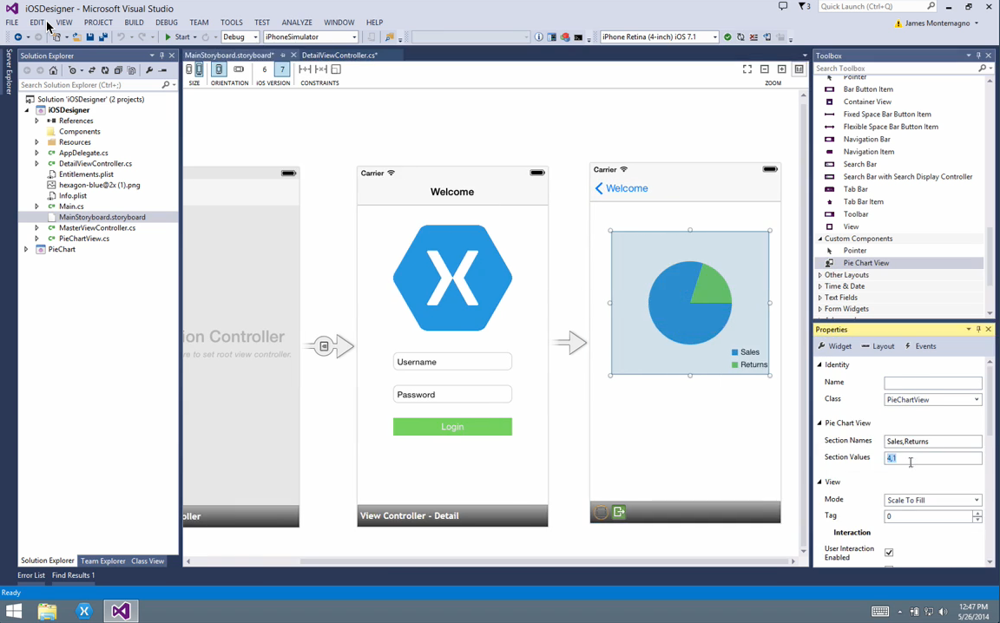 iOSDesigner - Microsoft Visual Studio
3
Quick Launch (Ctrl+;)
FILE EDIT VIEW PROJECT BUILD DEBUG TEAM TOOLS TEST ANALYZE WINDOW HELP
James Montemagno
Start
Debug
iPhoneSimulator
iPhone Retina (4-inch) iOS 7.1
Server Explorer
Solution Explorer
Search Solution Explorer (Ctrl+;)
Solution 'iOSDesigner' (2 projects)
iOSDesigner
References
Components
Resources
AppDelegate.cs
DetailViewController.cs
Entitlements.plist
hexagon-blue@2x (1).png
Info.plist
Main.cs
MainStoryboard.storyboard
MasterViewController.cs
PieChartView.cs
PieChart
Solution Explorer Team Explorer Class View
MainStoryboard.storyboard*
DetailViewController.cs*
6 7
SIZE ORIENTATION iOS VERSION CONSTRAINTS ZOOM
ion Controller
re to set root view controller.
oller
Carrier
Welcome
X
Username
Password
Login
View Controller - Detail
Carrier
Welcome
Sales
Returns
Toolbox
Search Toolbox
Pointer
Bar Button Item
Container View
Fixed Space Bar Button Item
Flexible Space Bar Button Item
Navigation Bar
Navigation Item
Search Bar
Search Bar with Search Display Controller
Tab Bar
Tab Bar Item
Toolbar
View
Custom Components
Pointer
Pie Chart View
Other Layouts
Time & Date
Text Fields
Form Widgets
Properties
Widget Layout Events
Identity
Name
Class PieChartView
Pie Chart View
Section Names Sales,Returns
Section Values 4,1
View
Mode Scale To Fill
Tag 0
Interaction
User Interaction
Enabled
Error List Find Results 1
Ready
12:47 PM
5/26/2014